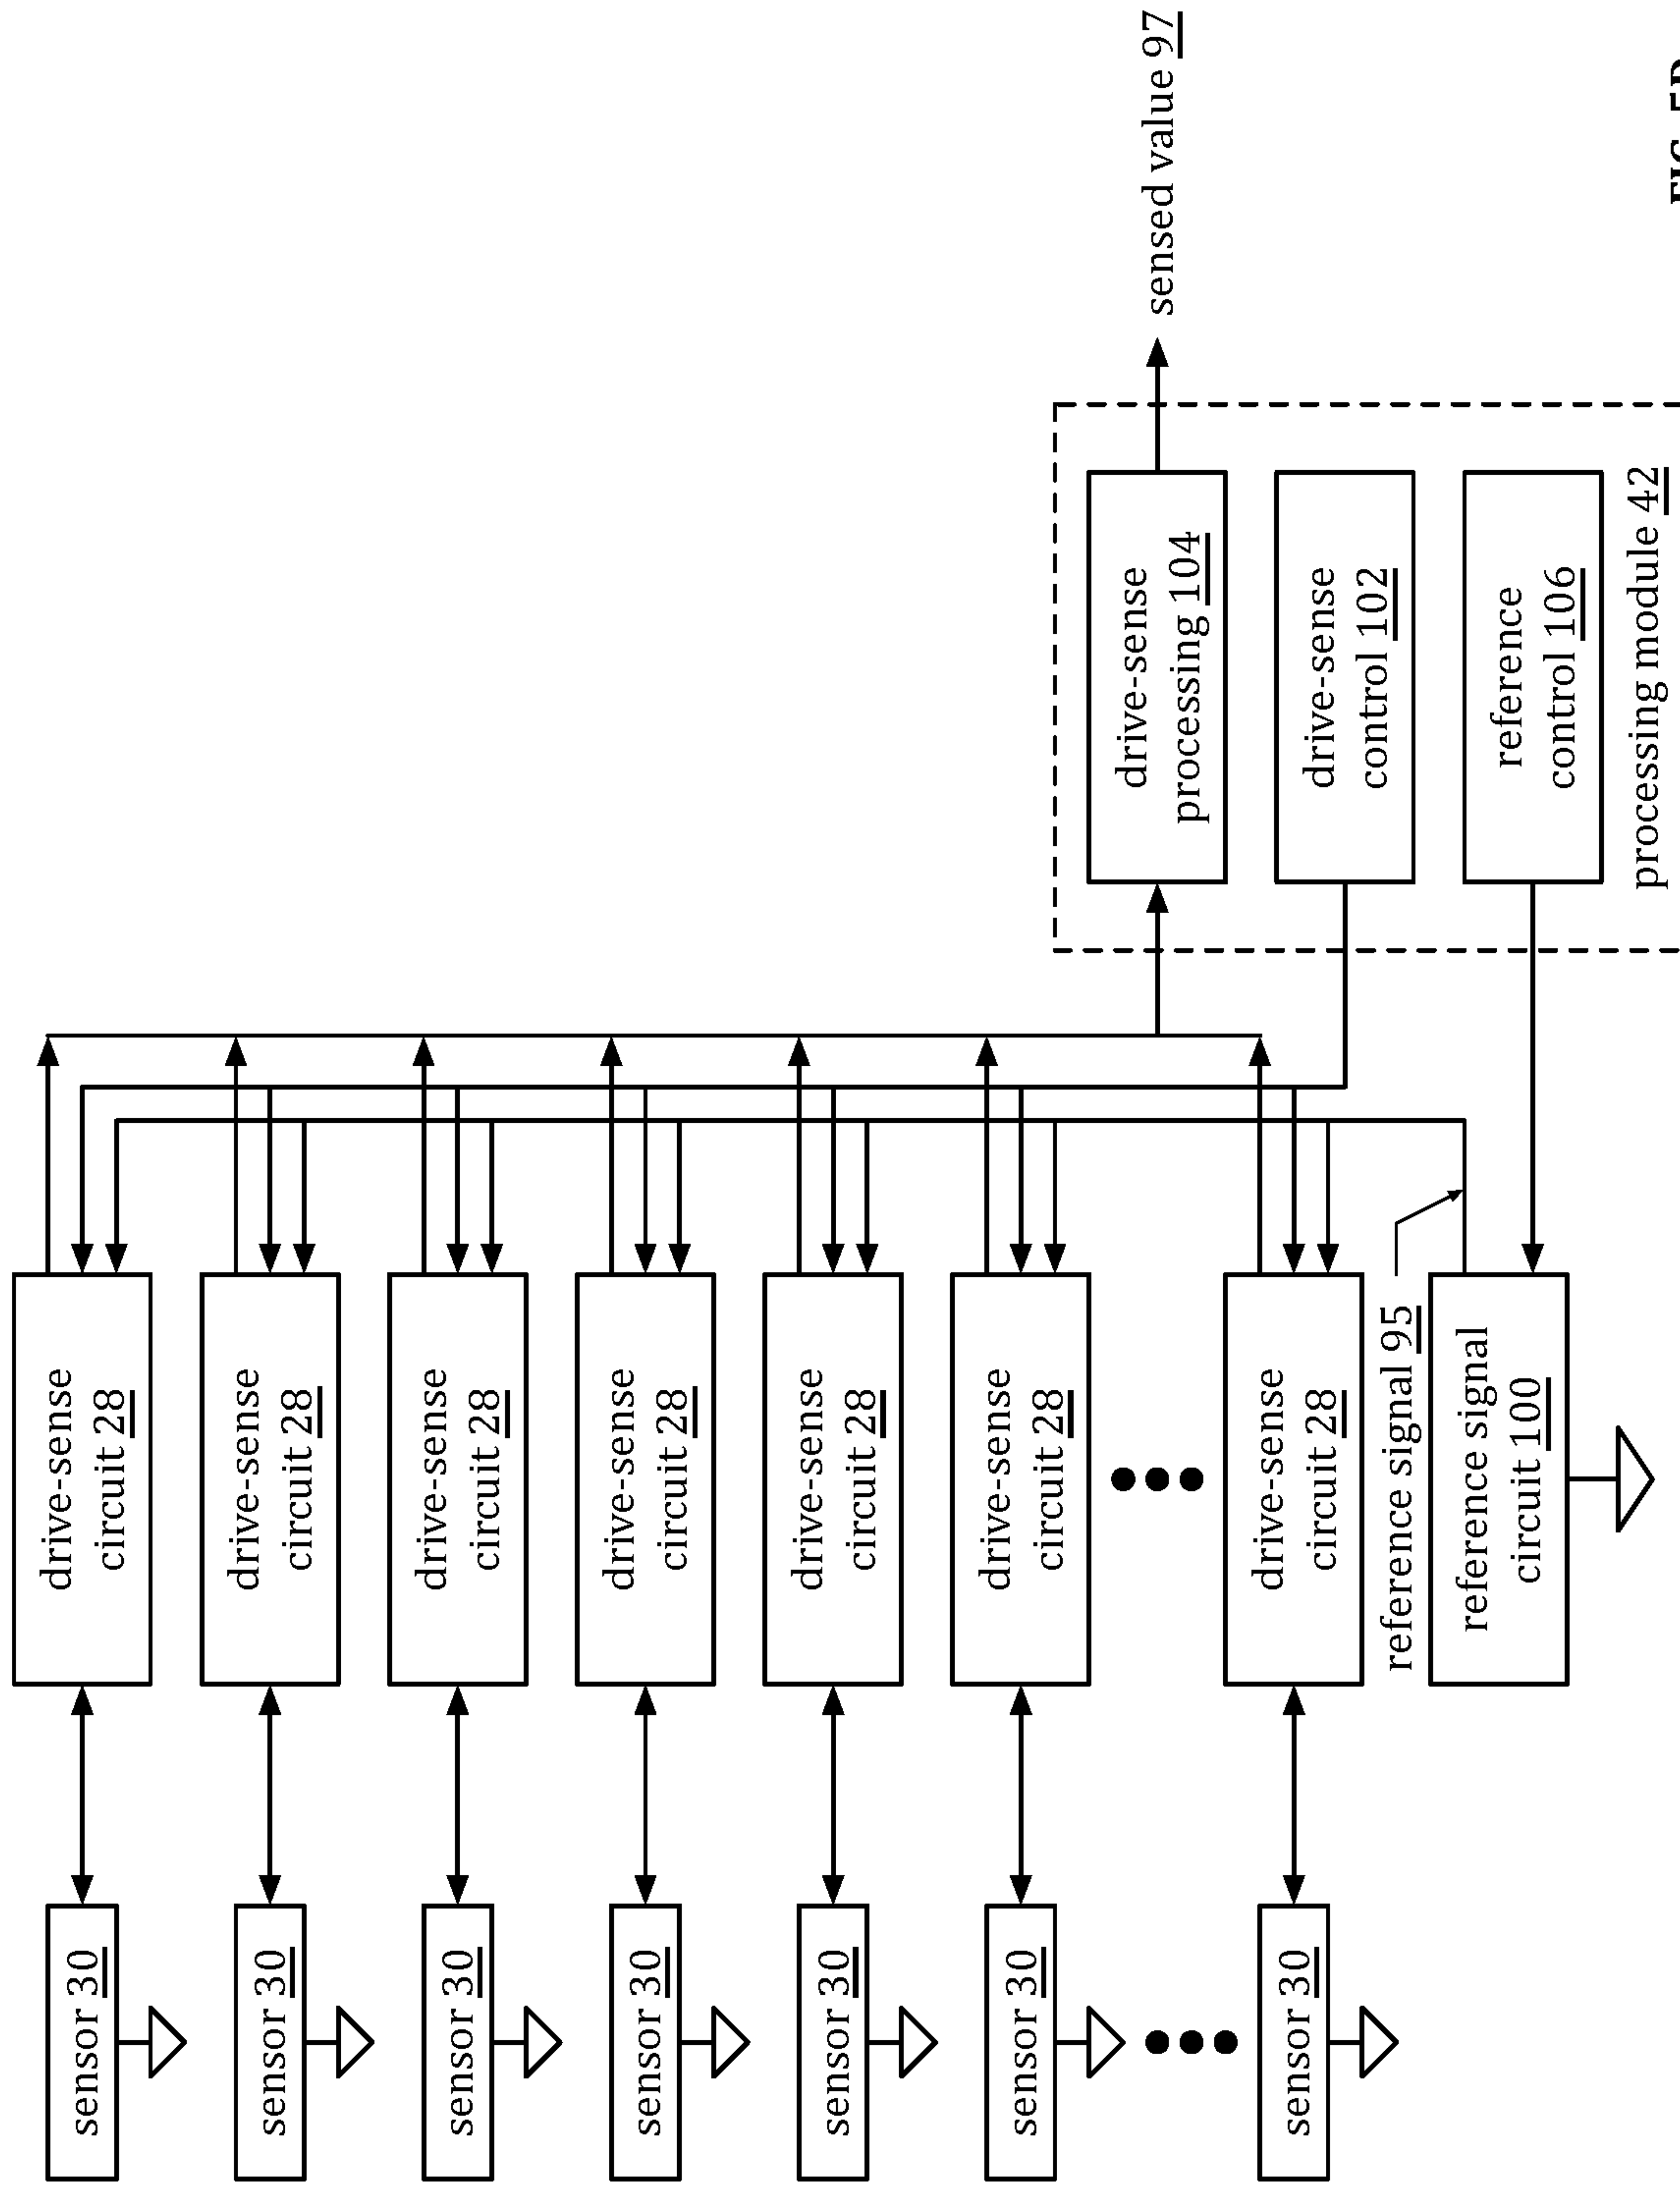 sensor 30
drive-sense
circuit 28
sensor 30
drive-sense
circuit 28
sensor 30
drive-sense
circuit 28
sensor 30
drive-sense
circuit 28
sensor 30
drive-sense
circuit 28
sensor 30
drive-sense
circuit 28
sensor 30
drive-sense
circuit 28
reference signal 95
reference signal
circuit 100
drive-sense
processing 104
sensed value 97
drive-sense
control 102
reference
control 106
processing module 42